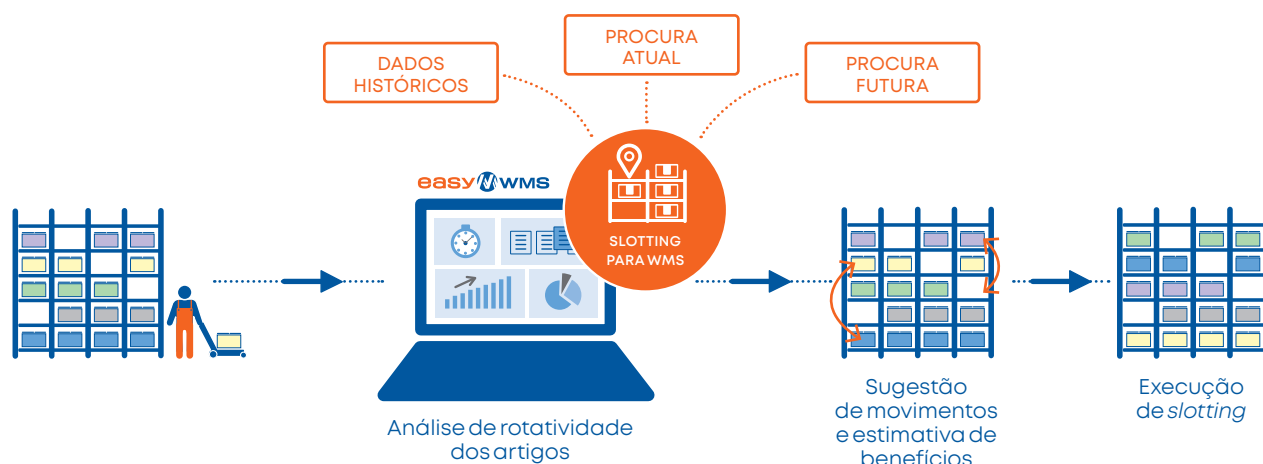 DADOS
HISTÓRICOS
PROCURA
ATUAL
PROCURA
FUTURA
easy WMS
SLOTTING
PARA WMS
Análise de rotatividade
dos artigos
Sugestão
de movimentos
e estimativa de
benefícios
Execução
de slotting